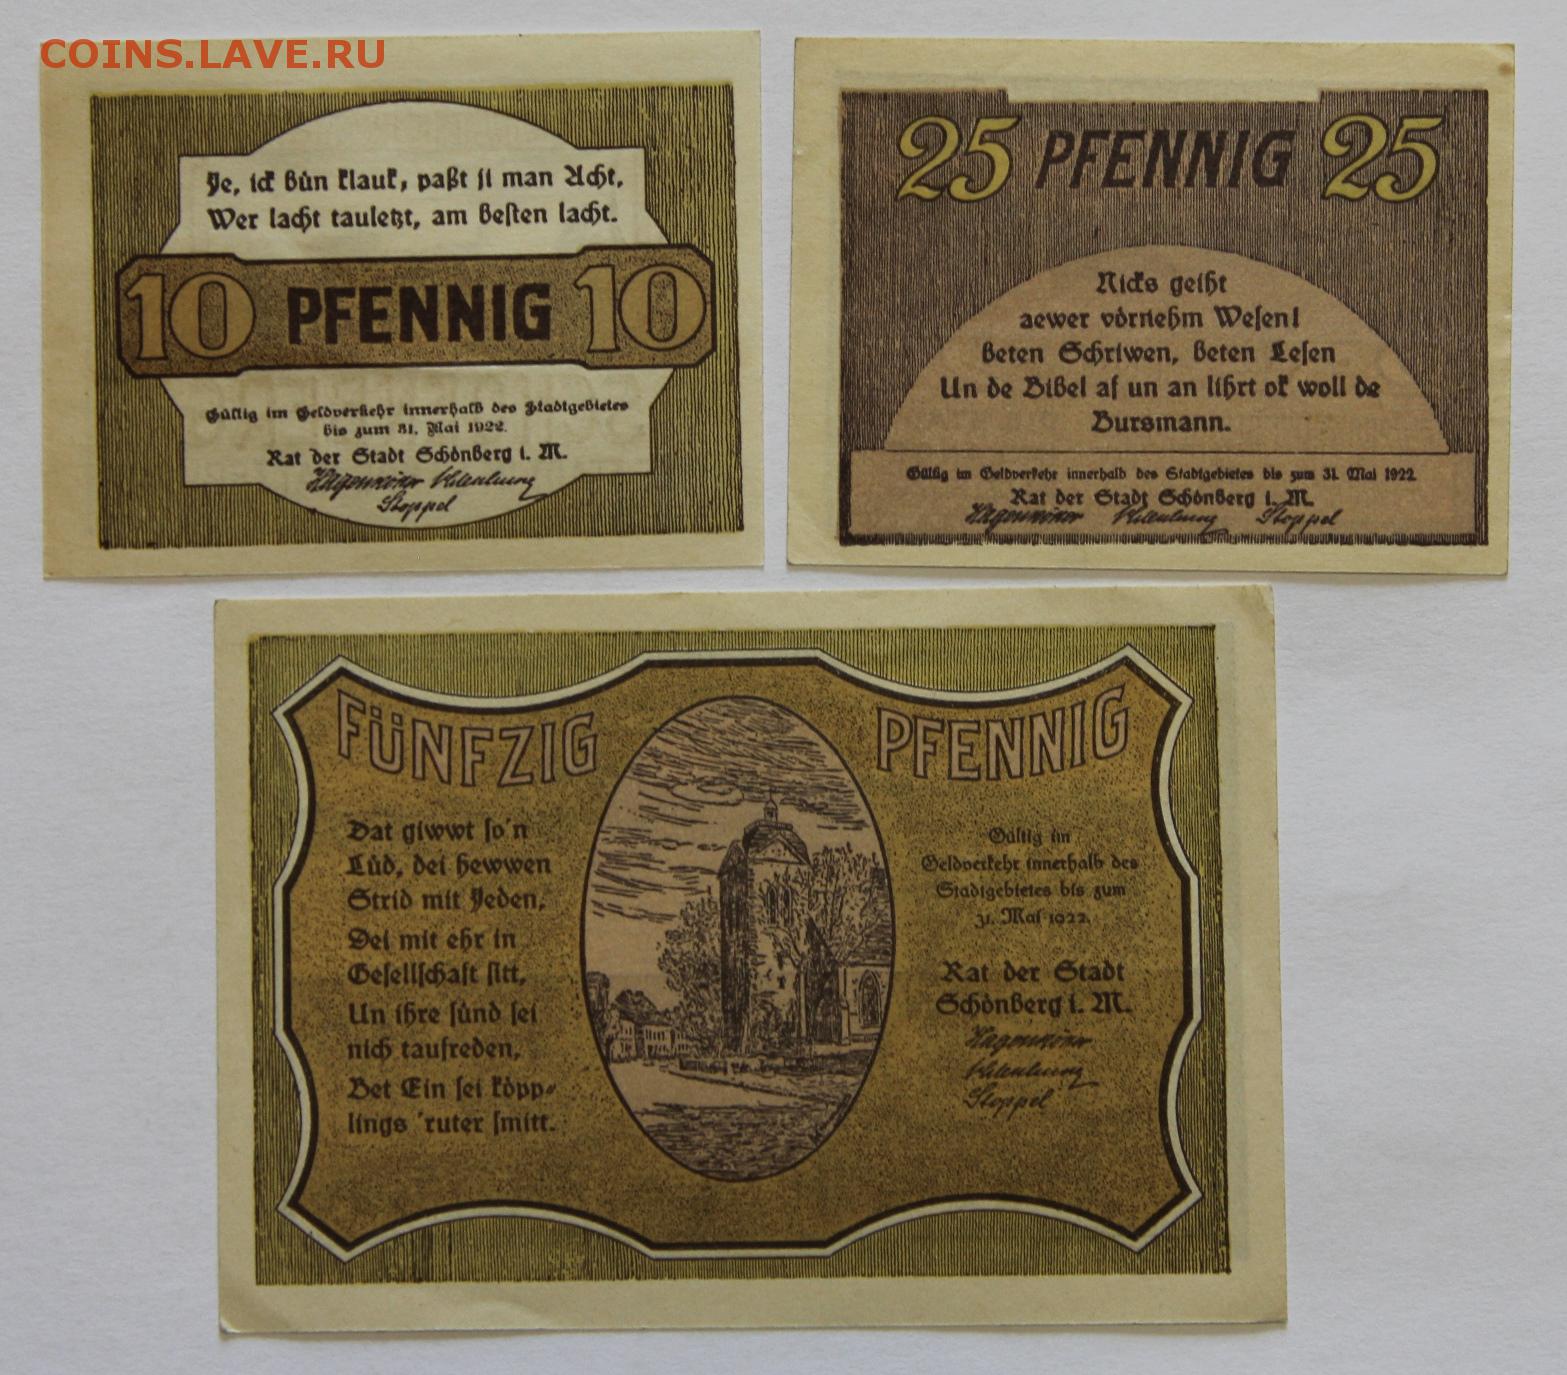 COINS.LAVE.RU
Je, ick bün klauk, paßt ji man Acht,
Wer lacht tauletzt, am besten lacht.
10 PFENNIG 10
Gültig im Geldverkehr innerhalb des Stadtgebietes
bis zum 31. Mai 1922.
Rat der Stadt Schönberg i. M.
Stoppel
25 PFENNIG 25
Nicks geiht
aewer vörnehm Wesen!
Beten Schriwen, beten Lesen
Un de Bibel af un an lihrt ok woll de
Bursmann.
Gültig im Geldverkehr innerhalb des Stadtgebietes bis zum 31. Mai 1922.
Rat der Stadt Schönberg i. M.
Stoppel
FÜNFZIG PFENNIG
Dat giwwt so'n
Lüd, dei hewwen
Strid mit Jeden,
Dei mit ehr in
Gesellschaft sitt,
Un ihre sünd sei
nich taufreden,
Bet Ein sei köpp-
lings 'ruter smitt.
Gültig im
Geldverkehr innerhalb des
Stadtgebietes bis zum
31. Mai 1922.
Rat der Stadt
Schönberg i. M.
Stoppel